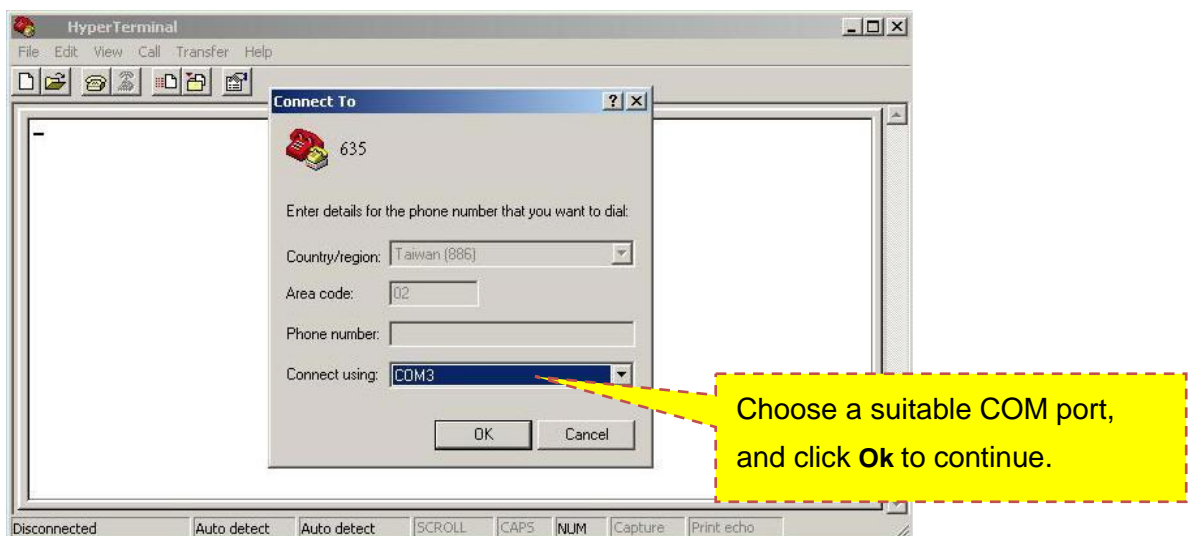 HyperTerminal
File Edit View Call Transfer Help
Connect To
635
Enter details for the phone number that you want to dial:
Country/region: Taiwan (886)
Area code: 02
Phone number:
Connect using: COM3
OK Cancel
Choose a suitable COM port,
and click Ok to continue.
Disconnected Auto detect Auto detect SCROLL CAPS NUM Capture Print echo